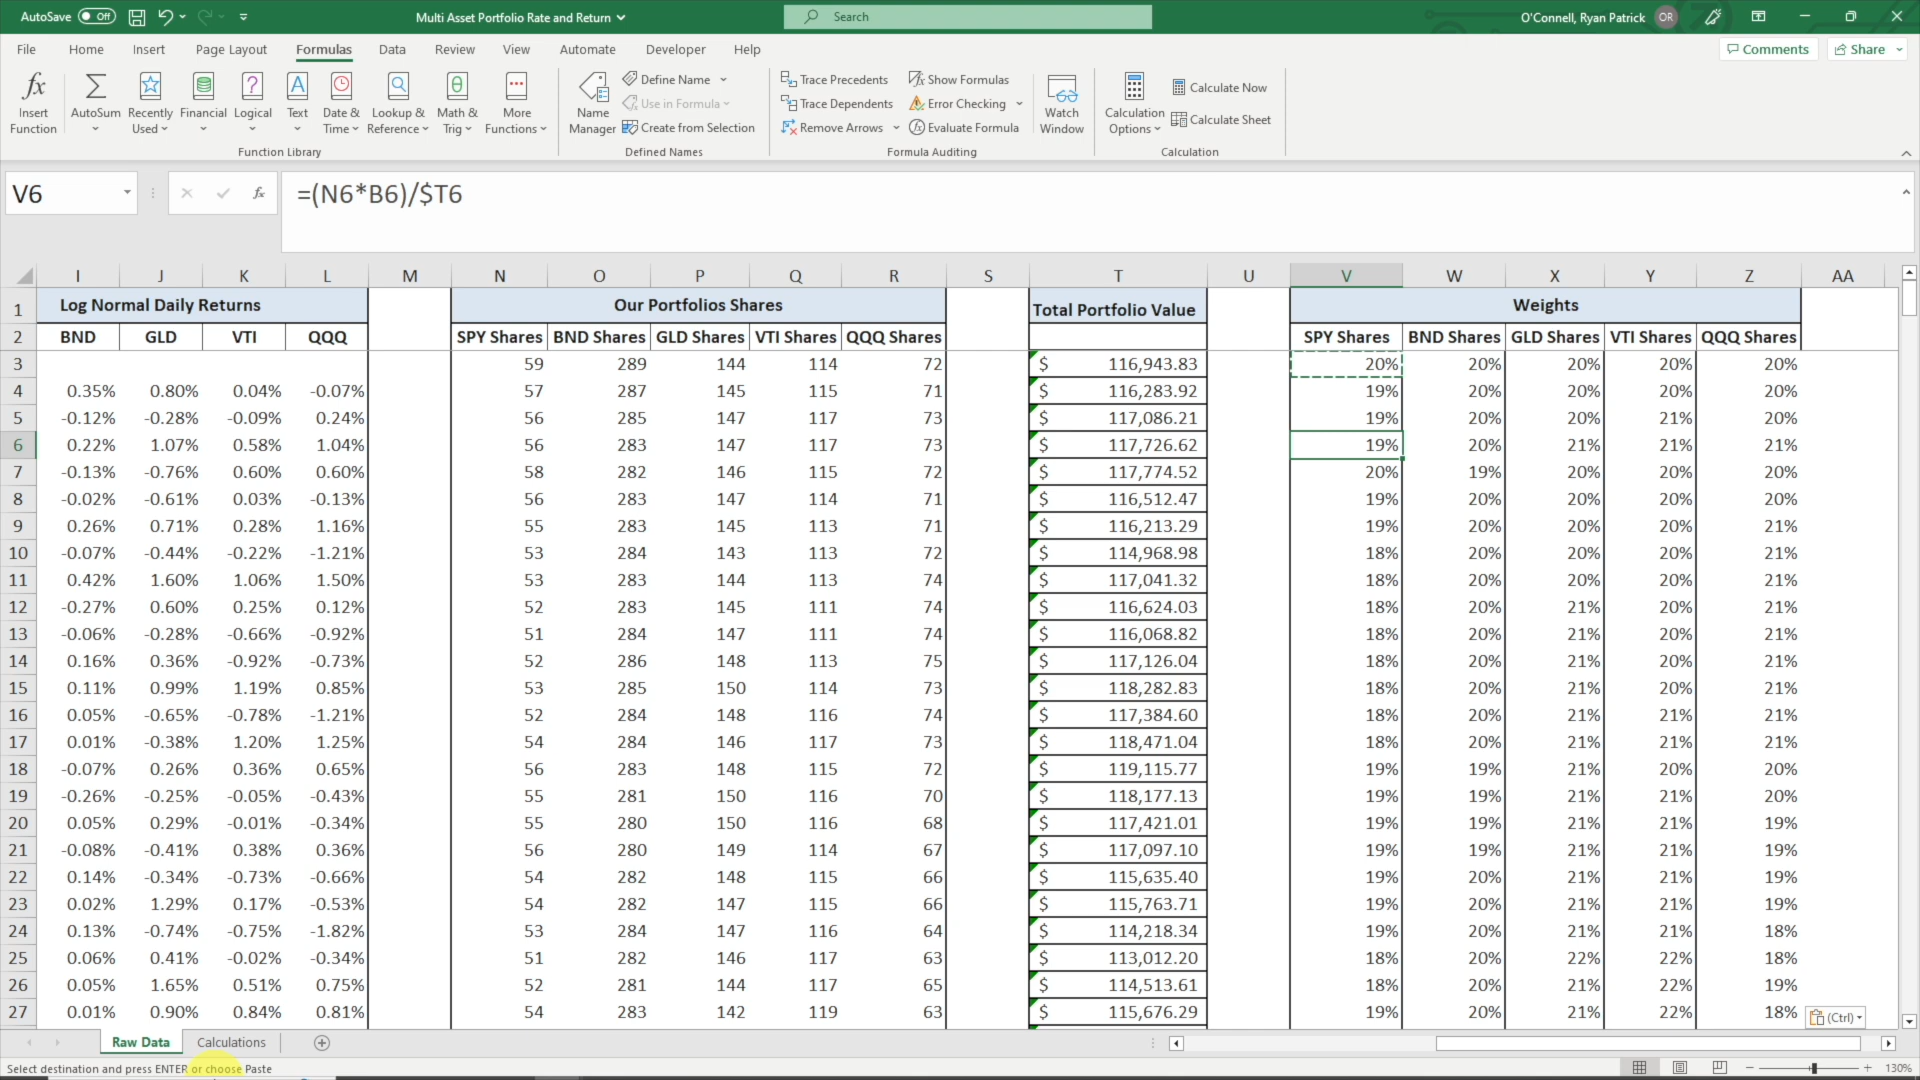 AutoSave Off Multi Asset Portfolio Rate and Return Search O'Connell, Ryan Patrick OR
File Home Insert Page Layout Formulas Data Review View Automate Developer Help Comments Share
Insert Function AutoSum Recently Used Financial Logical Text Date & Time Lookup & Reference Math & Trig More Functions
Function Library
Name Manager Define Name Use in Formula Create from Selection
Defined Names
Trace Precedents Trace Dependents Remove Arrows Show Formulas Error Checking Evaluate Formula Watch Window
Formula Auditing
Calculation Options Calculate Now Calculate Sheet
Calculation
V6 fx =(N6*B6)/$T6
I J K L M N O P Q R S T U V W X Y Z AA
1 Log Normal Daily Returns Our Portfolios Shares Total Portfolio Value Weights
2 BND GLD VTI QQQ SPY Shares BND Shares GLD Shares VTI Shares QQQ Shares SPY Shares BND Shares GLD Shares VTI Shares QQQ Shares
3 59 289 144 114 72 $ 116,943.83 20% 20% 20% 20% 20%
4 0.35% 0.80% 0.04% -0.07% 57 287 145 115 71 $ 116,283.92 19% 20% 20% 20% 20%
5 -0.12% -0.28% -0.09% 0.24% 56 285 147 117 73 $ 117,086.21 19% 20% 20% 21% 20%
6 0.22% 1.07% 0.58% 1.04% 56 283 147 117 73 $ 117,726.62 19% 20% 21% 21% 21%
7 -0.13% -0.76% 0.60% 0.60% 58 282 146 115 72 $ 117,774.52 20% 19% 20% 20% 20%
8 -0.02% -0.61% 0.03% -0.13% 56 283 147 114 71 $ 116,512.47 19% 20% 20% 20% 20%
9 0.26% 0.71% 0.28% 1.16% 55 283 145 113 71 $ 116,213.29 19% 20% 20% 20% 21%
10 -0.07% -0.44% -0.22% -1.21% 53 284 143 113 72 $ 114,968.98 18% 20% 20% 20% 21%
11 0.42% 1.60% 1.06% 1.50% 53 283 144 113 74 $ 117,041.32 18% 20% 20% 20% 21%
12 -0.27% 0.60% 0.25% 0.12% 52 283 145 111 74 $ 116,624.03 18% 20% 21% 20% 21%
13 -0.06% -0.28% -0.66% -0.92% 51 284 147 111 74 $ 116,068.82 18% 20% 21% 20% 21%
14 0.16% 0.36% -0.92% -0.73% 52 286 148 113 75 $ 117,126.04 18% 20% 21% 20% 21%
15 0.11% 0.99% 1.19% 0.85% 53 285 150 114 73 $ 118,282.83 18% 20% 21% 20% 21%
16 0.05% -0.65% -0.78% -1.21% 52 284 148 116 74 $ 117,384.60 18% 20% 21% 21% 21%
17 0.01% -0.38% 1.20% 1.25% 54 284 146 117 73 $ 118,471.04 18% 20% 21% 21% 21%
18 -0.07% 0.26% 0.36% 0.65% 56 283 148 115 72 $ 119,115.77 19% 19% 21% 20% 20%
19 -0.26% -0.25% -0.05% -0.43% 55 281 150 116 70 $ 118,177.13 19% 19% 21% 21% 20%
20 0.05% 0.29% -0.01% -0.34% 55 280 150 116 68 $ 117,421.01 19% 19% 21% 21% 19%
21 -0.08% -0.41% 0.38% 0.36% 56 280 149 114 67 $ 117,097.10 19% 19% 21% 21% 19%
22 0.14% -0.34% -0.73% -0.66% 54 282 148 115 66 $ 115,635.40 19% 20% 21% 21% 19%
23 0.02% 1.29% 0.17% -0.53% 54 282 147 115 66 $ 115,763.71 19% 20% 21% 21% 19%
24 0.13% -0.74% -0.75% -1.82% 53 284 147 116 64 $ 114,218.34 19% 20% 21% 21% 18%
25 0.06% 0.41% -0.02% -0.34% 51 282 146 117 63 $ 113,012.20 18% 20% 22% 22% 18%
26 0.05% 1.65% 0.51% 0.75% 52 281 144 117 65 $ 114,513.61 18% 20% 21% 22% 19%
27 0.01% 0.90% 0.84% 0.81% 54 283 142 119 63 $ 115,676.29 19% 20% 21% 22% 18% (Ctrl)
Raw Data Calculations
Select destination and press ENTER or choose Paste 130%